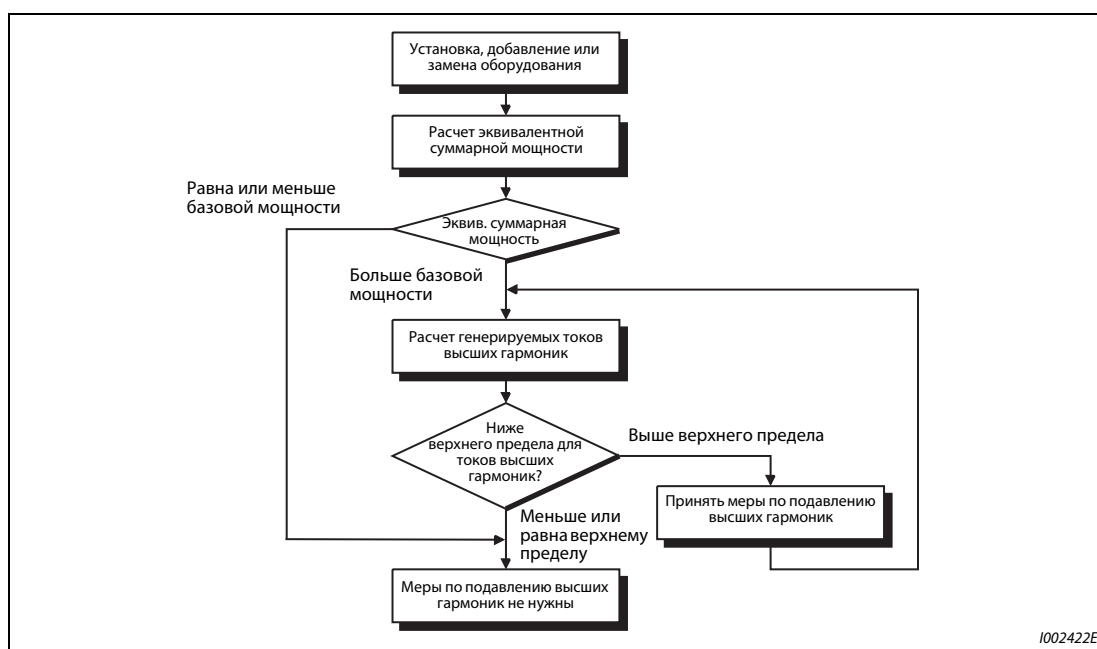 Установка, добавление или
замена оборудования
Расчет эквивалентной
суммарной мощности
Равна или меньше
базовой мощности
Эквив. суммарная
мощность
Больше базовой
мощности
Расчет генерируемых токов
высших гармоник
Ниже
верхнего предела для
токов высших
гармоник?
Выше верхнего предела
Принять меры по подавлению
высших гармоник
Меньше или
равна верхнему
пределу
Меры по подавлению высших
гармоник не нужны
I002422E